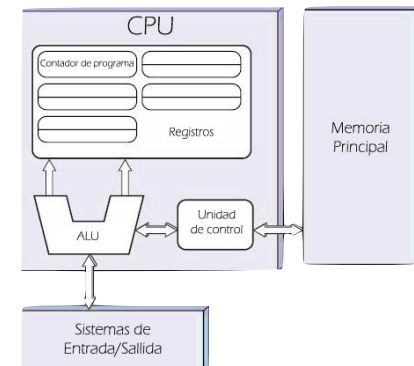 CPU
Contador de programa
Registros
Memoria
Principal
ALU
Unidad
de control
Sistemas de
Entrada/Sallida